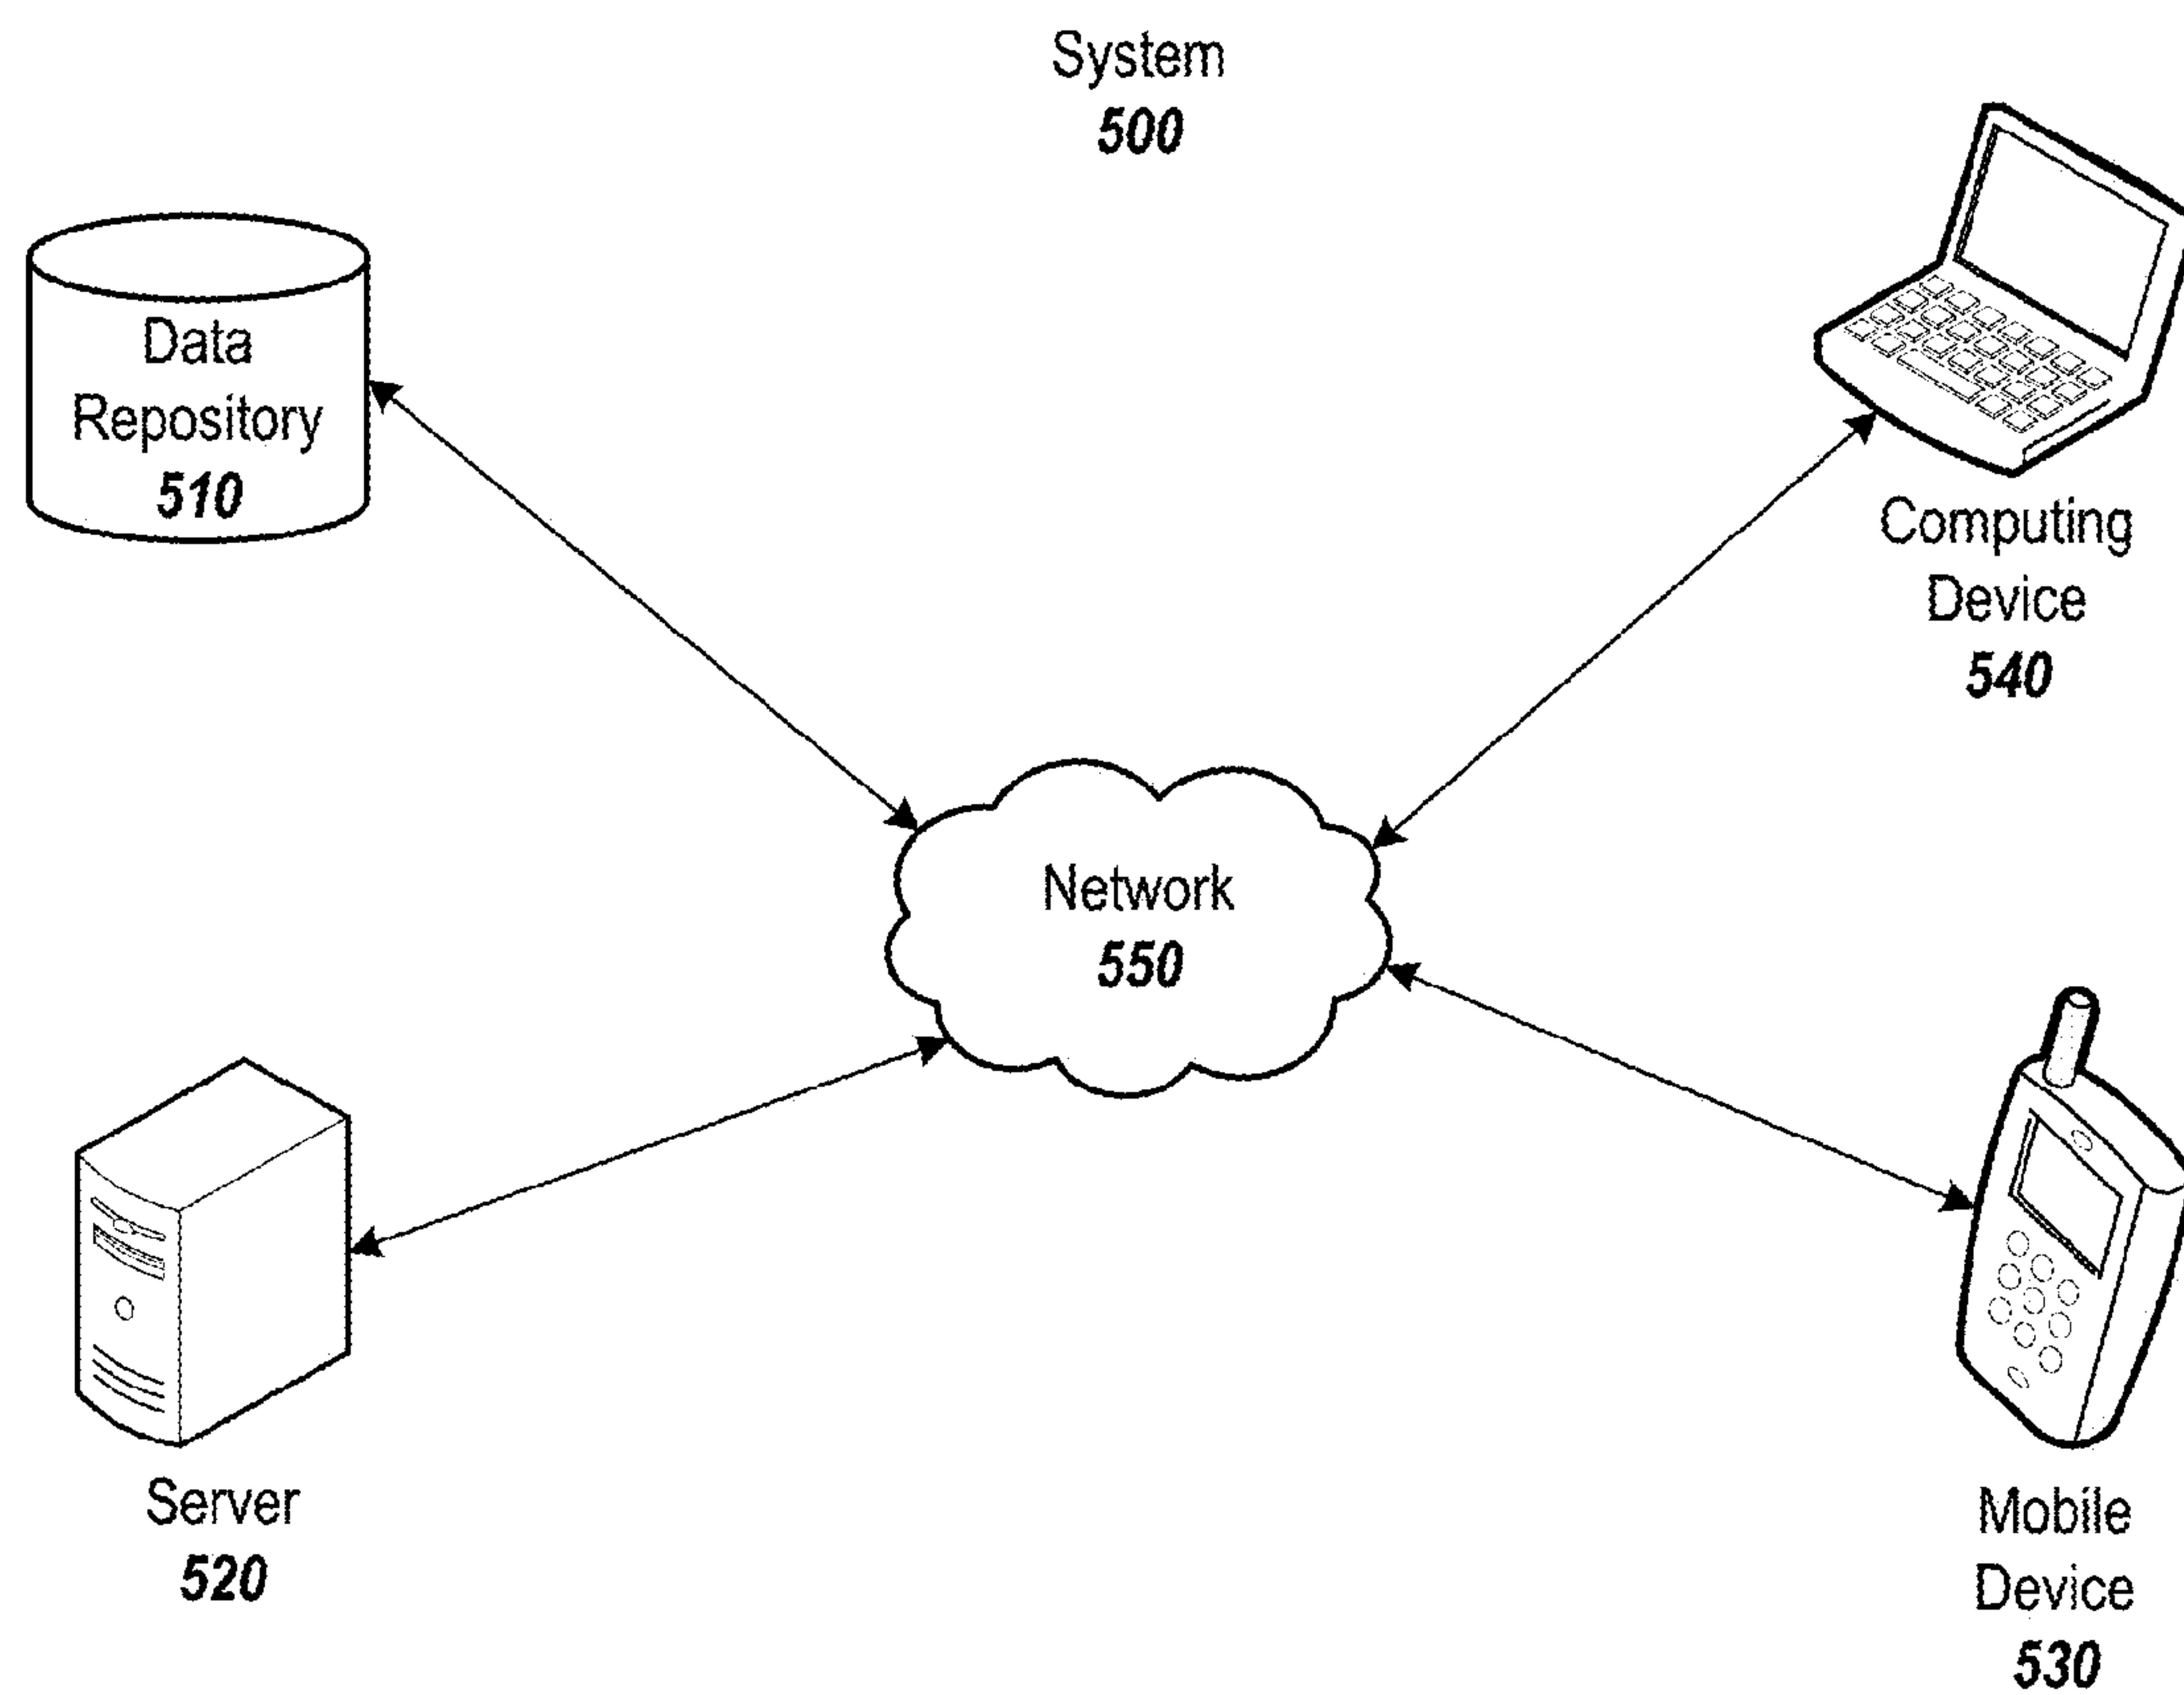 System
500
Data
Repository
510
Computing
Device
540
Network
550
Server
520
Mobile
Device
530